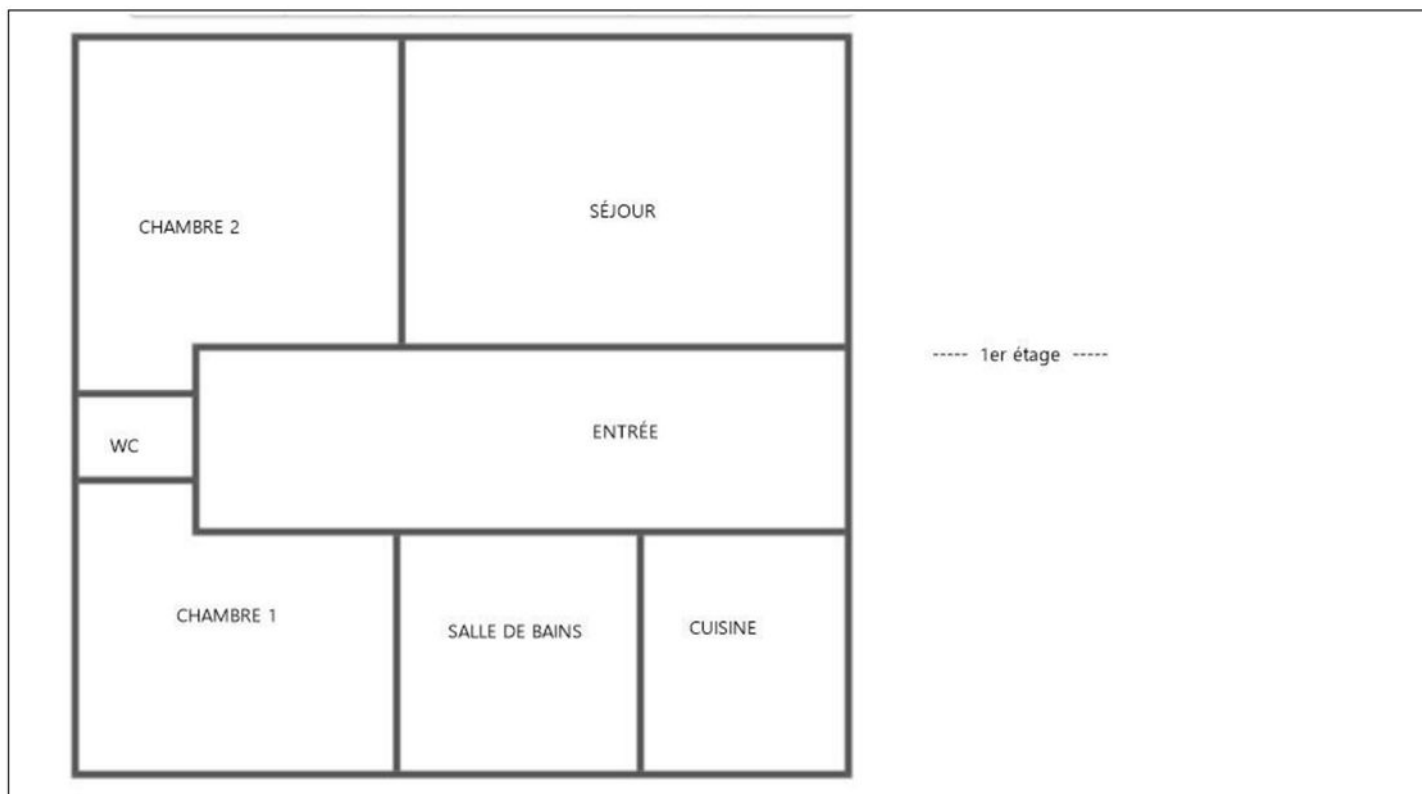 SÉJOUR
CHAMBRE 2
----- 1er étage -----
ENTRÉE
WC
CHAMBRE 1
SALLE DE BAINS
CUISINE